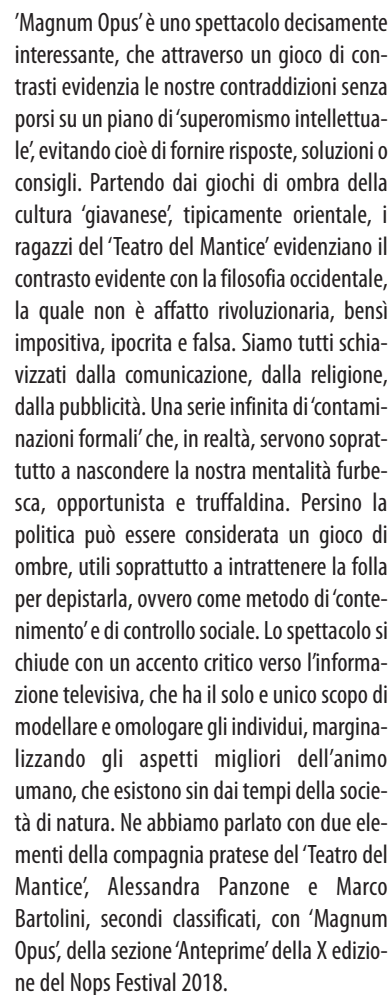 'Magnum Opus' è uno spettacolo decisamente
interessante, che attraverso un gioco di con-
trasti evidenzia le nostre contraddizioni senza
porsi su un piano di 'superomismo intellettua-
le', evitando cioè di fornire risposte, soluzioni o
consigli. Partendo dai giochi di ombra della
cultura 'giavanese', tipicamente orientale, i
ragazzi del 'Teatro del Mantice' evidenziano il
contrasto evidente con la filosofia occidentale,
la quale non è affatto rivoluzionaria, bensì
impositiva, ipocrita e falsa. Siamo tutti schia-
vizzati dalla comunicazione, dalla religione,
dalla pubblicità. Una serie infinita di 'contami-
nazioni formali' che, in realtà, servono soprat-
tutto a nascondere la nostra mentalità furbe-
sca, opportunista e truffaldina. Persino la
politica può essere considerata un gioco di
ombre, utili soprattutto a intrattenere la folla
per depistarla, ovvero come metodo di 'conte-
nimento' e di controllo sociale. Lo spettacolo si
chiude con un accento critico verso l'informa-
zione televisiva, che ha il solo e unico scopo di
modellare e omologare gli individui, margina-
lizzando gli aspetti migliori dell'animo
umano, che esistono sin dai tempi della socie-
tà di natura. Ne abbiamo parlato con due ele-
menti della compagnia pratese del 'Teatro del
Mantice', Alessandra Panzone e Marco
Bartolini, secondi classificati, con 'Magnum
Opus', della sezione 'Anteprime' della X edizio-
ne del Nops Festival 2018.